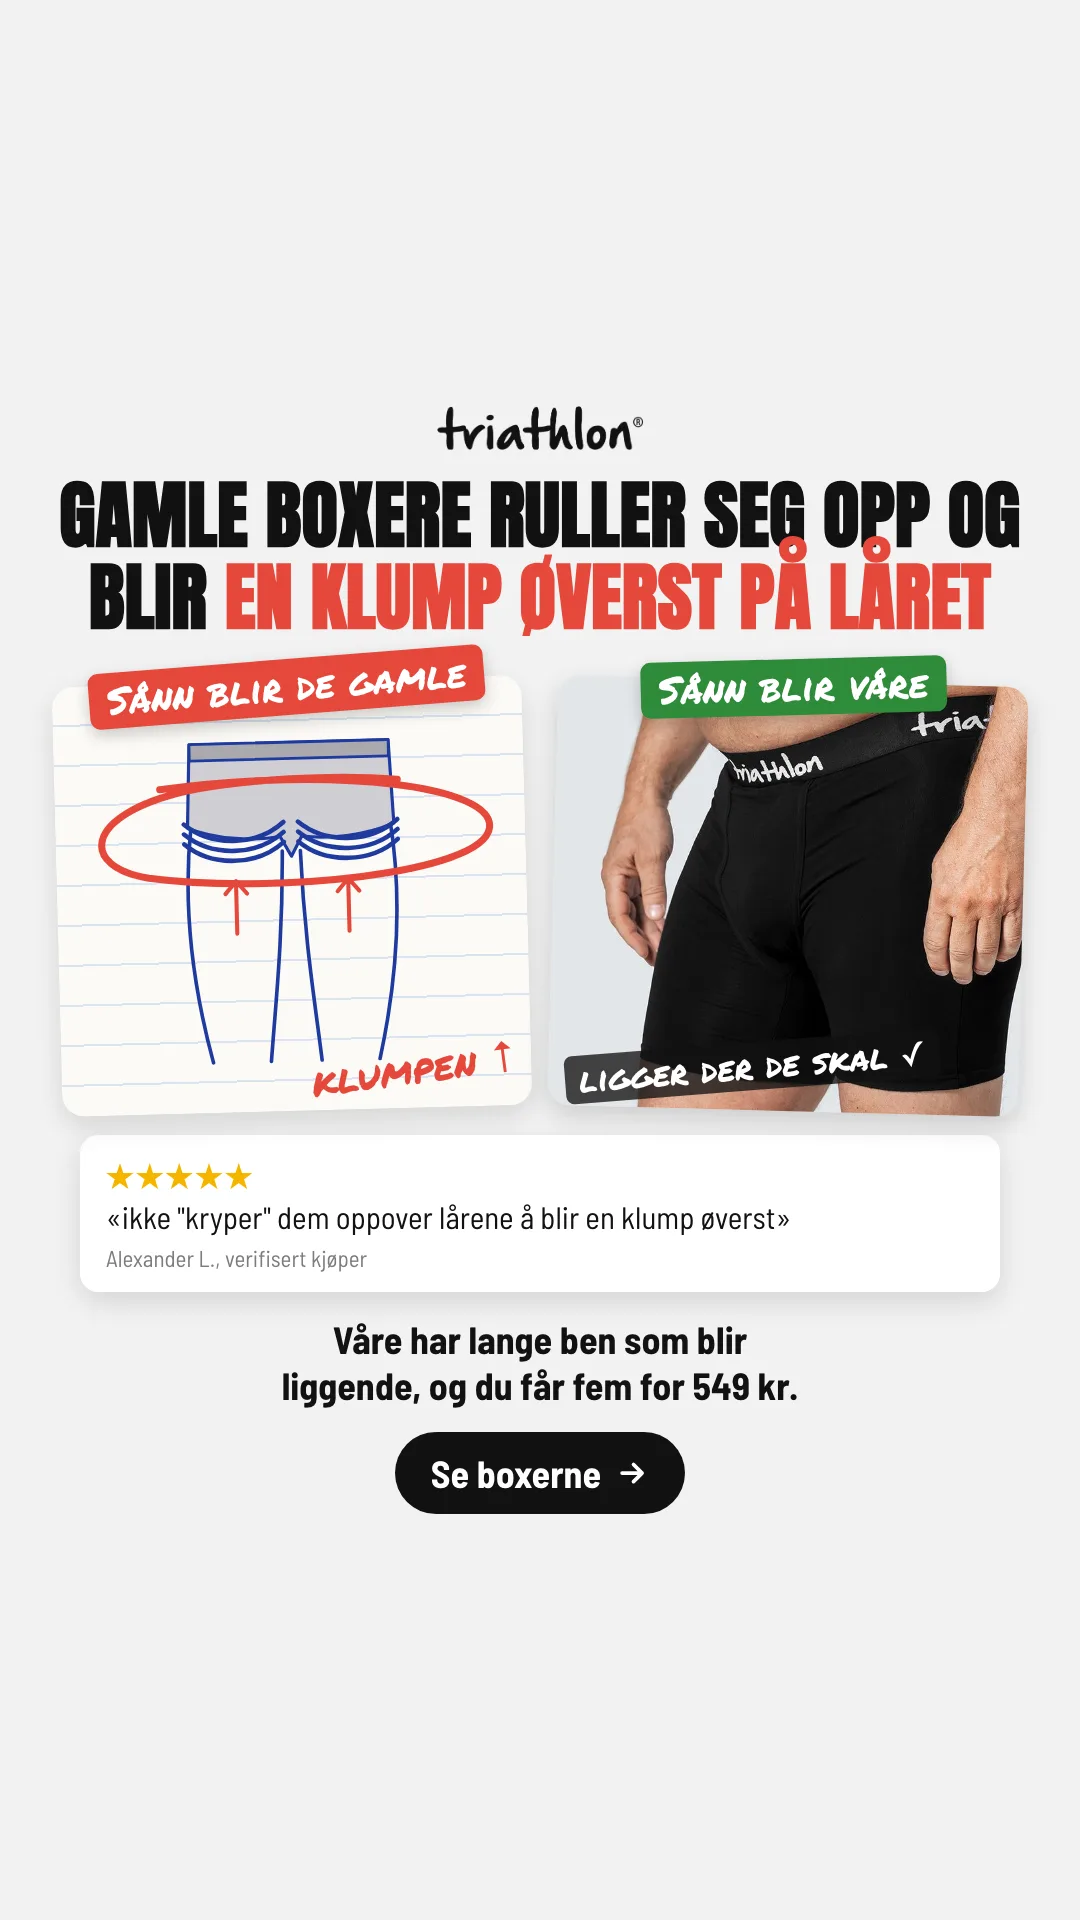 triathlon®
GAMLE BOXERE RULLER SEG OPP OG
BLIR EN KLUMP ØVERST PÅ LÅRET
SÅNN BLIR DE GAMLE
SÅNN BLIR VÅRE
triathlon
triat
KLUMPEN ↑
LIGGER DER DE SKAL ✓
★★★★★
«ikke "kryper" dem oppover lårene å blir en klump øverst»
Alexander L., verifisert kjøper
Våre har lange ben som blir
liggende, og du får fem for 549 kr.
Se boxerne →